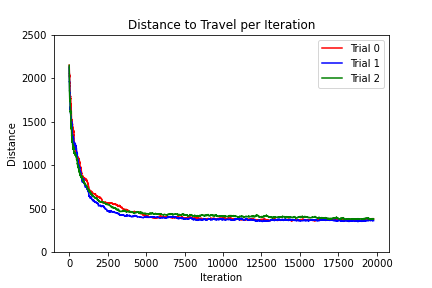 Distance to Travel per Iteration
2500
2000
1500
1000
500
0
Distance
Trial 0
Trial 1
Trial 2
0 2500 5000 7500 10000 12500 15000 17500 20000
Iteration